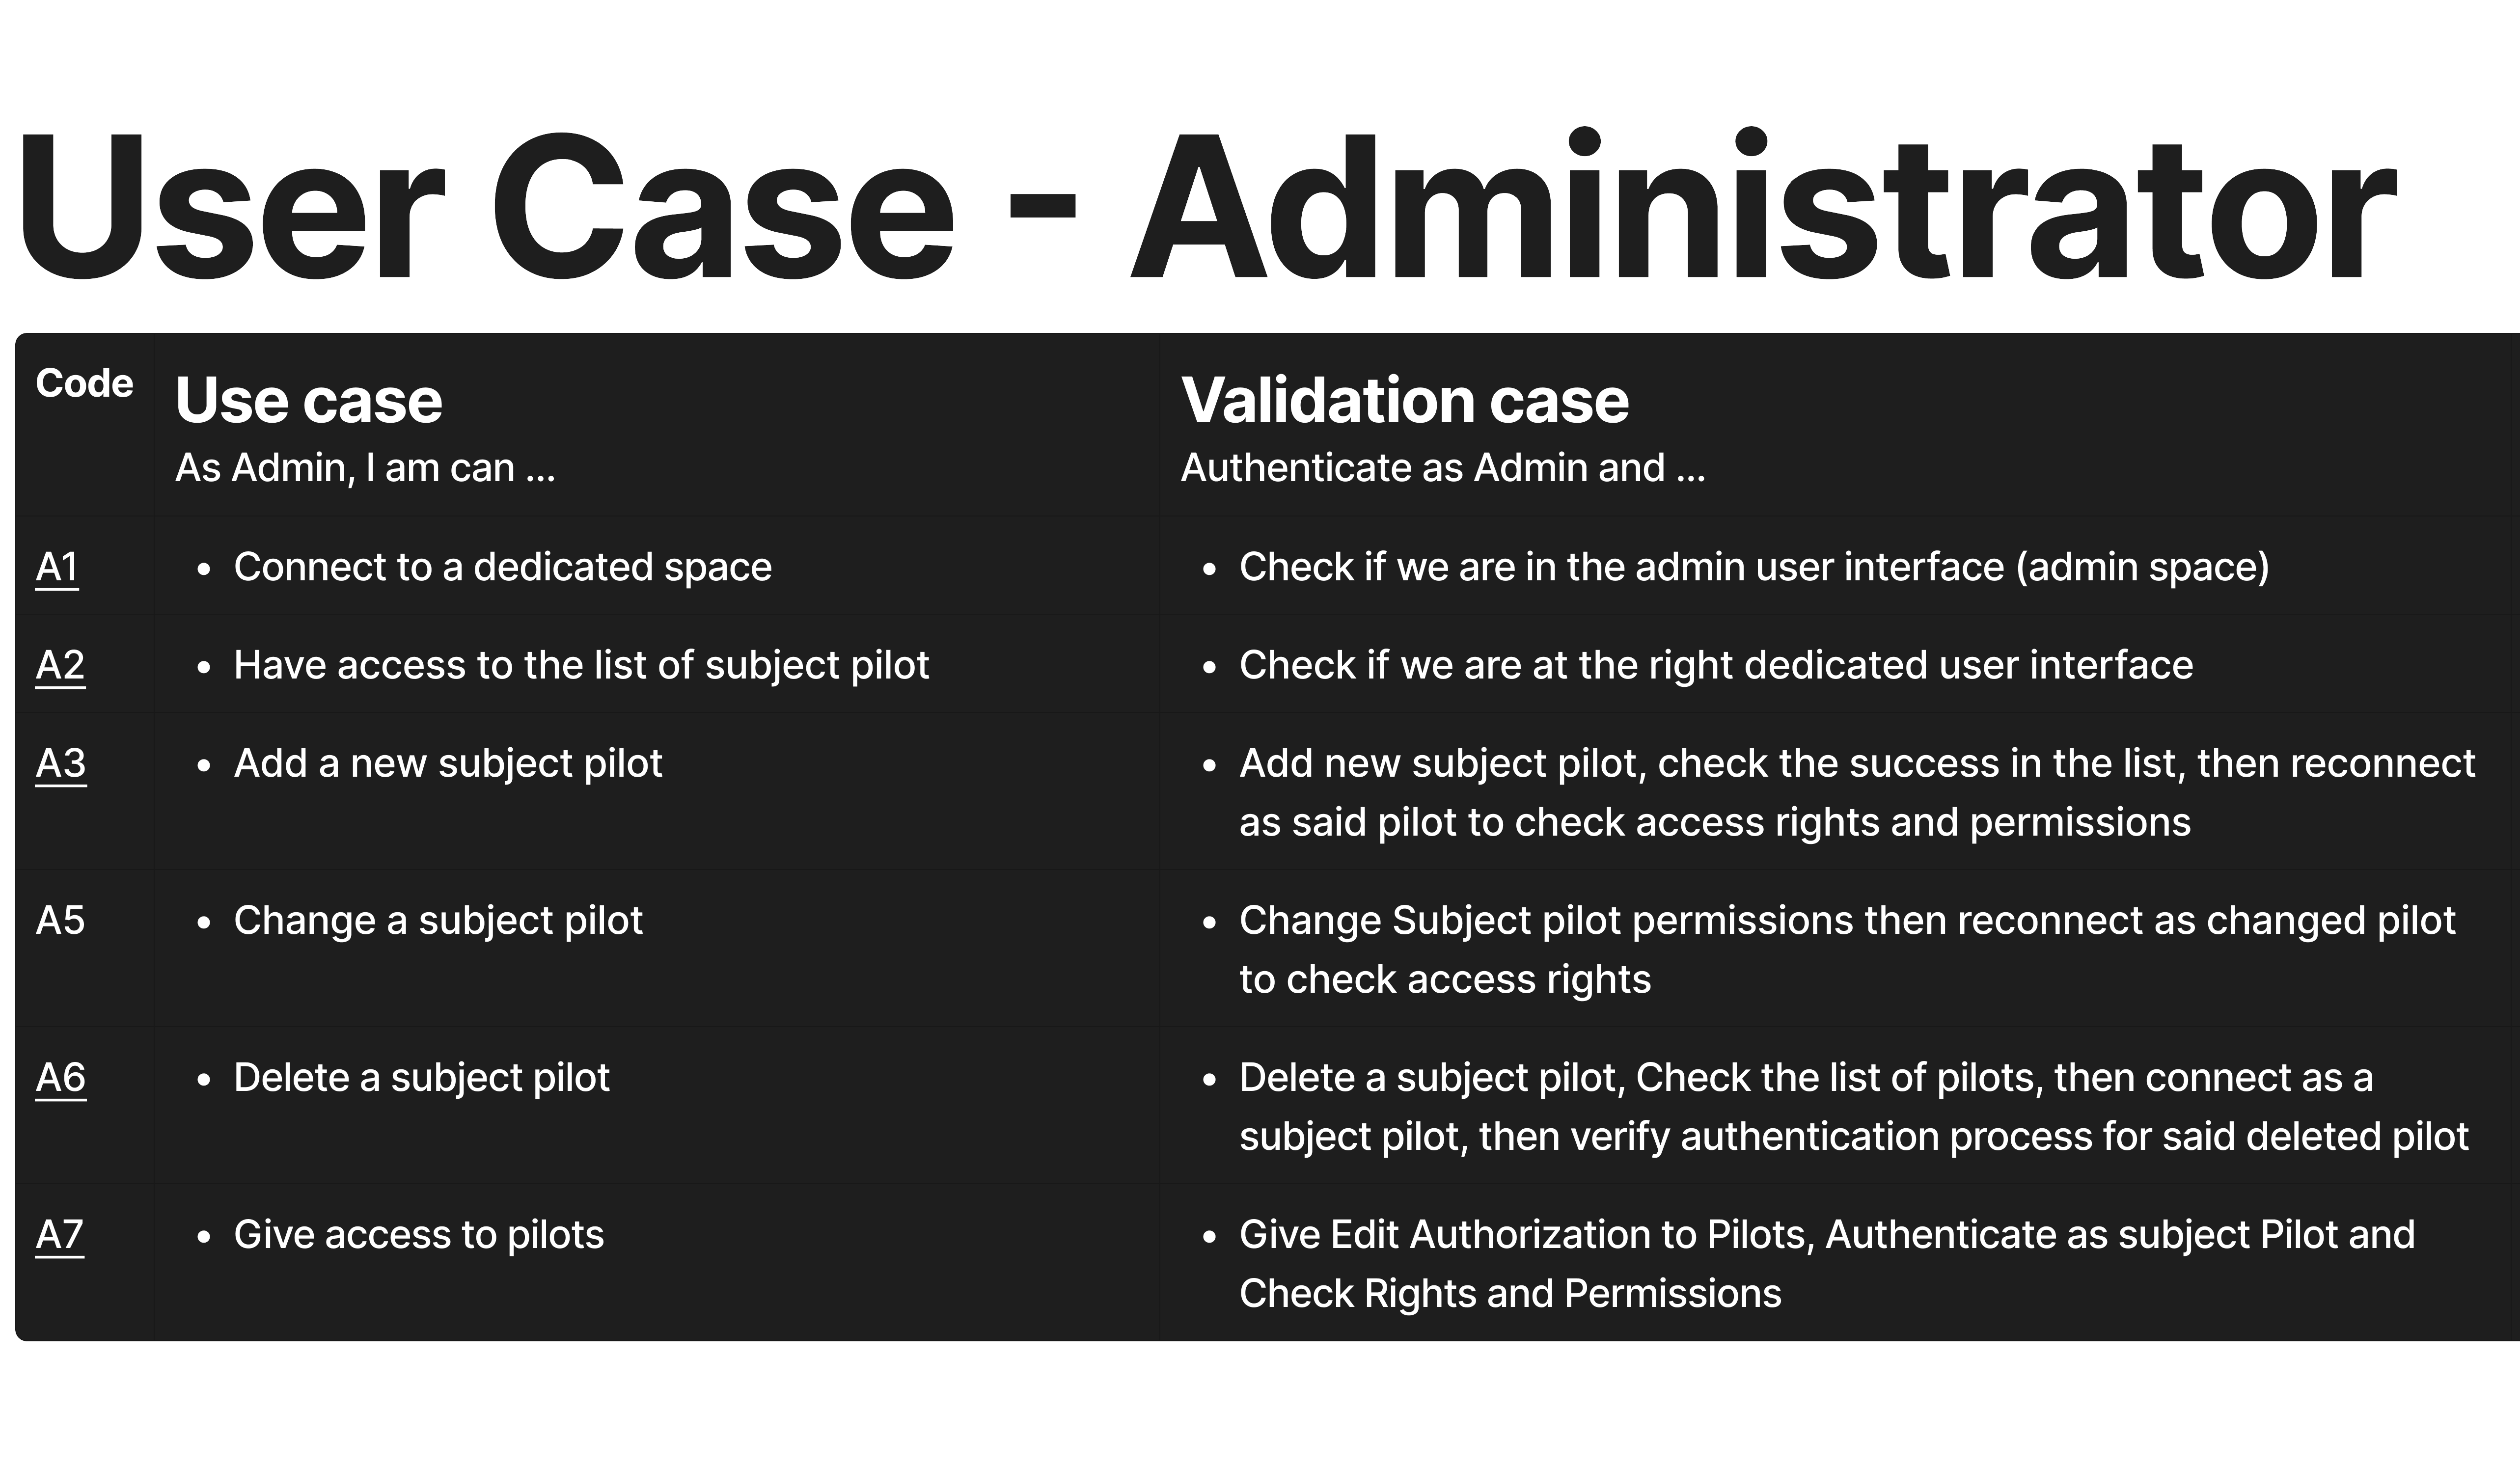 User Case - Administrator
Code
Use case
As Admin, I am can ...
Validation case
Authenticate as Admin and ...
A1
• Connect to a dedicated space
• Check if we are in the admin user interface (admin space)
A2
• Have access to the list of subject pilot
• Check if we are at the right dedicated user interface
A3
• Add a new subject pilot
• Add new subject pilot, check the success in the list, then reconnect
as said pilot to check access rights and permissions
A5
• Change a subject pilot
• Change Subject pilot permissions then reconnect as changed pilot
to check access rights
A6
• Delete a subject pilot
• Delete a subject pilot, Check the list of pilots, then connect as a
subject pilot, then verify authentication process for said deleted pilot
A7
• Give access to pilots
• Give Edit Authorization to Pilots, Authenticate as subject Pilot and
Check Rights and Permissions